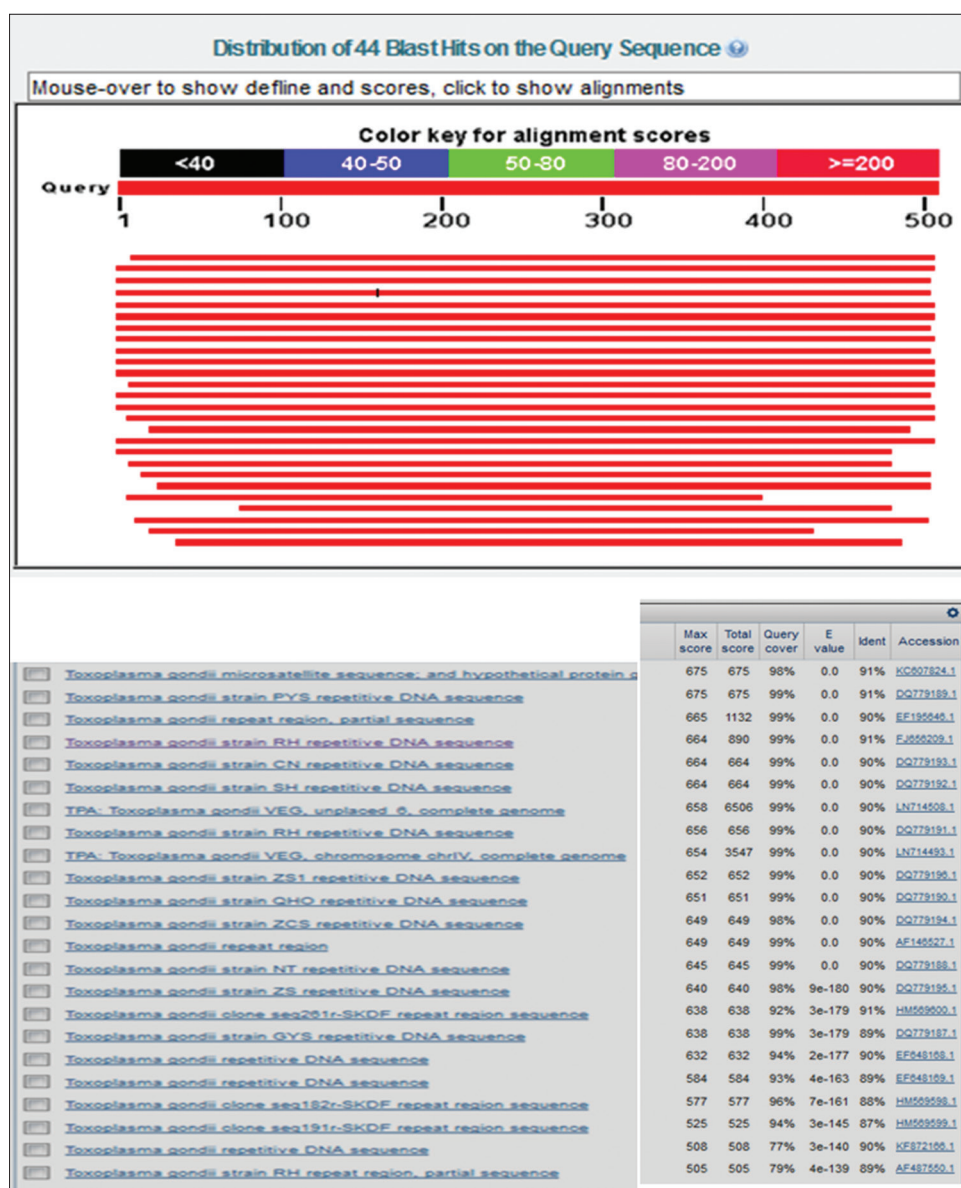 Distribution of 44 Blast Hits on the Query Sequence
Mouse-over to show defline and scores, click to show alignments
Color key for alignment scores
<40 40-50 50-80 80-200 >=200
Query
1 100 200 300 400 500
Max score Total score Query cover E value Ident Accession
Toxoplasma gondii microsatellite sequence; and hypothetical protein g 675 675 98% 0.0 91% KC607824.1
Toxoplasma gondii strain PYS repetitive DNA sequence 675 675 99% 0.0 91% DQ779189.1
Toxoplasma gondii repeat region, partial sequence 665 1132 99% 0.0 90% EF195646.1
Toxoplasma gondii strain RH repetitive DNA sequence 664 890 99% 0.0 91% FJ656209.1
Toxoplasma gondii strain CN repetitive DNA sequence 664 664 99% 0.0 90% DQ779193.1
Toxoplasma gondii strain SH repetitive DNA sequence 664 664 99% 0.0 90% DQ779192.1
TPA: Toxoplasma gondii VEG, unplaced_6, complete genome 658 6506 99% 0.0 90% LN714508.1
Toxoplasma gondii strain RH repetitive DNA sequence 656 656 99% 0.0 90% DQ779191.1
TPA: Toxoplasma gondii VEG, chromosome chrIV, complete genome 654 3547 99% 0.0 90% LN714493.1
Toxoplasma gondii strain ZS1 repetitive DNA sequence 652 652 99% 0.0 90% DQ779196.1
Toxoplasma gondii strain QHO repetitive DNA sequence 651 651 99% 0.0 90% DQ779190.1
Toxoplasma gondii strain ZCS repetitive DNA sequence 649 649 98% 0.0 90% DQ779194.1
Toxoplasma gondii repeat region 649 649 99% 0.0 90% AF146527.1
Toxoplasma gondii strain NT repetitive DNA sequence 645 645 99% 0.0 90% DQ779188.1
Toxoplasma gondii strain ZS repetitive DNA sequence 640 640 98% 9e-180 90% DQ779195.1
Toxoplasma gondii clone seq261r-SKDF repeat region sequence 638 638 92% 3e-179 91% HM569600.1
Toxoplasma gondii strain GYS repetitive DNA sequence 638 638 99% 3e-179 89% DQ779187.1
Toxoplasma gondii repetitive DNA sequence 632 632 94% 2e-177 90% EF648168.1
Toxoplasma gondii repetitive DNA sequence 584 584 93% 4e-163 89% EF648169.1
Toxoplasma gondii clone seq182r-SKDF repeat region sequence 577 577 96% 7e-161 88% HM569598.1
Toxoplasma gondii clone seq191r-SKDF repeat region sequence 525 525 94% 3e-145 87% HM569599.1
Toxoplasma gondii repetitive DNA sequence 508 508 77% 3e-140 90% KF872166.1
Toxoplasma gondii strain RH repeat region, partial sequence 505 505 79% 4e-139 89% AF487550.1